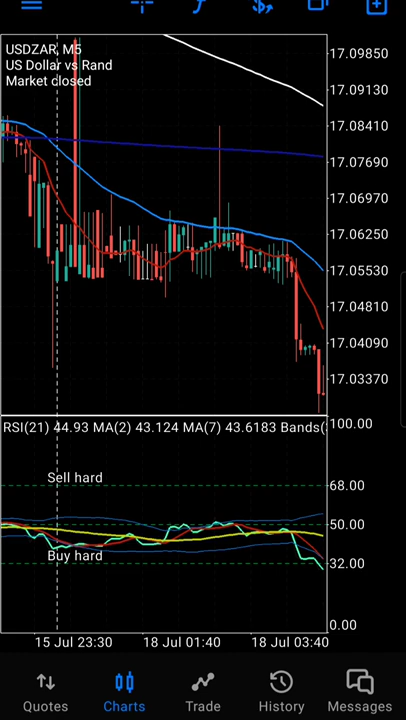 USDZAR, M5
US Dollar vs Rand
Market closed
17.09850
17.09130
17.08410
17.07690
17.06970
17.06250
17.05530
17.04810
17.04090
17.03370
RSI(21) 44.93 MA(2) 43.124 MA(7) 43.6183 Bands(
100.00
Sell hard
68.00
50.00
Buy hard
32.00
0.00
15 Jul 23:30
18 Jul 01:40
18 Jul 03:40
Quotes
Charts
Trade
History
Messages